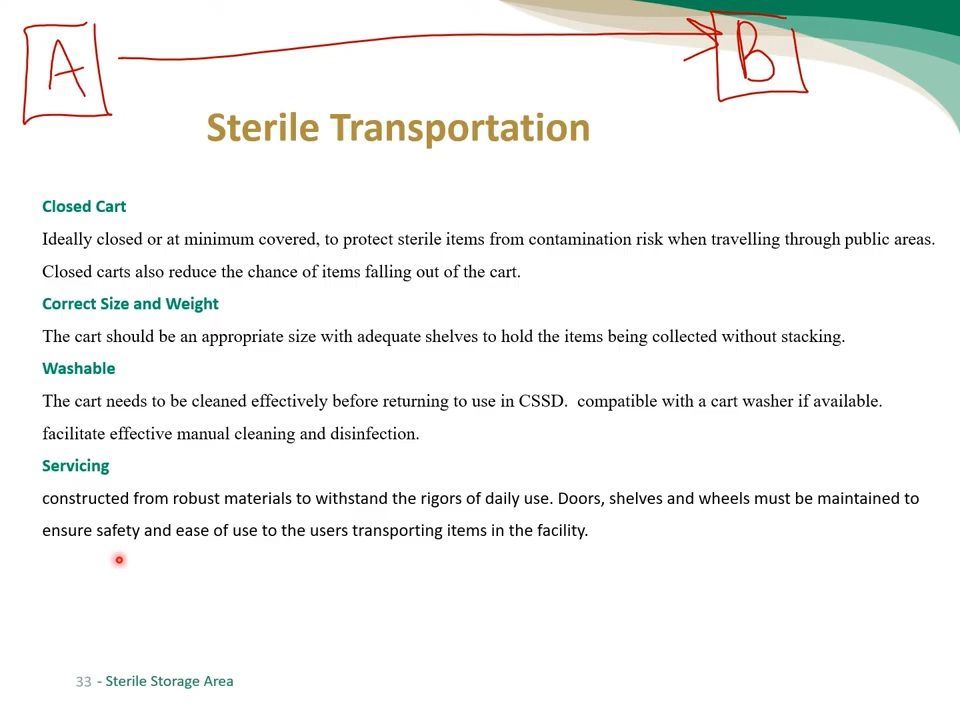 A
B
Sterile Transportation
Closed Cart
Ideally closed or at minimum covered, to protect sterile items from contamination risk when travelling through public areas.
Closed carts also reduce the chance of items falling out of the cart.
Correct Size and Weight
The cart should be an appropriate size with adequate shelves to hold the items being collected without stacking.
Washable
The cart needs to be cleaned effectively before returning to use in CSSD.  compatible with a cart washer if available.
facilitate effective manual cleaning and disinfection.
Servicing
constructed from robust materials to withstand the rigors of daily use. Doors, shelves and wheels must be maintained to
ensure safety and ease of use to the users transporting items in the facility.
33 - Sterile Storage Area